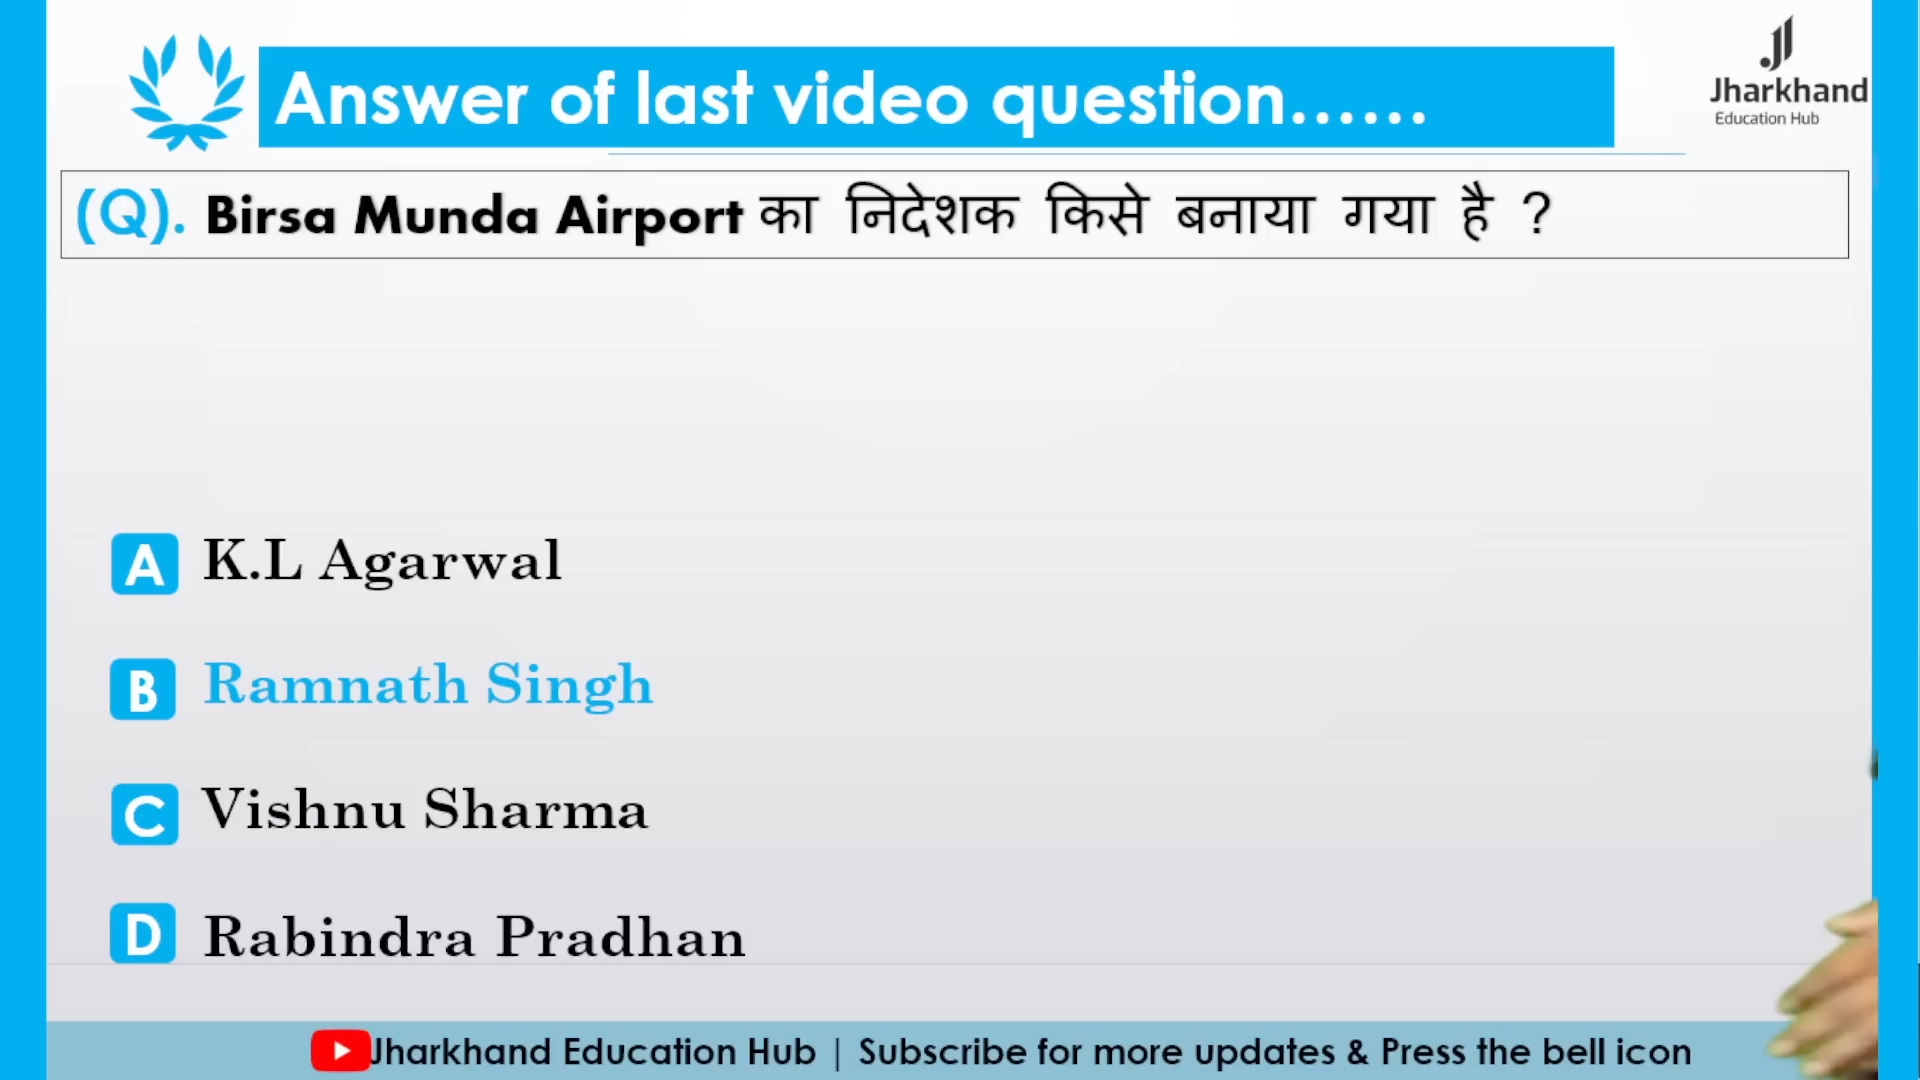 Answer of last video question......
Jharkhand
Education Hub
(Q). Birsa Munda Airport का निदेशक किसे बनाया गया है ?
A K.L Agarwal
B Ramnath Singh
C Vishnu Sharma
D Rabindra Pradhan
Jharkhand Education Hub | Subscribe for more updates & Press the bell icon